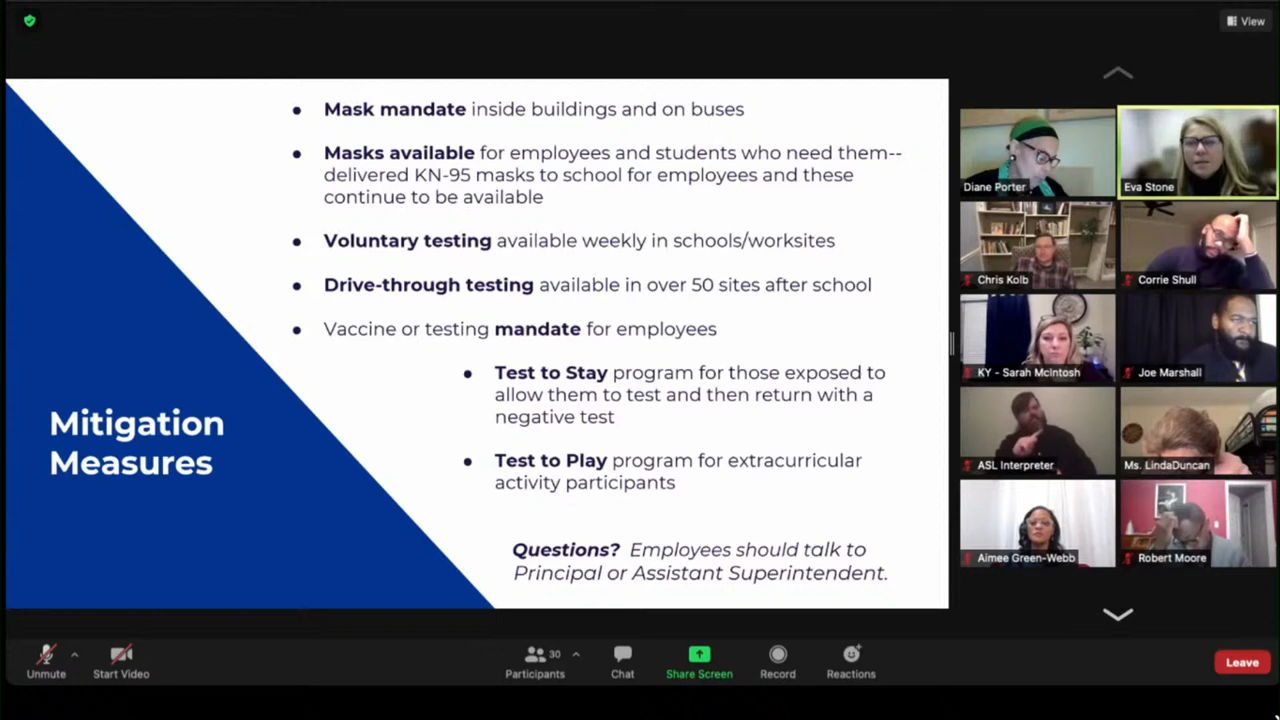 View
Mask mandate inside buildings and on buses
Masks available for employees and students who need them--
delivered KN-95 masks to school for employees and these
continue to be available
Voluntary testing available weekly in schools/worksites
Drive-through testing available in over 50 sites after school
Vaccine or testing mandate for employees
Test to Stay program for those exposed to
allow them to test and then return with a
negative test
Test to Play program for extracurricular
activity participants
Mitigation
Measures
Questions? Employees should talk to
Principal or Assistant Superintendent.
Diane Porter
Eva Stone
Chris Kolb
Corrie Shull
KY - Sarah McIntosh
Joe Marshall
ASL Interpreter
Ms. LindaDuncan
Aimee Green-Webb
Robert Moore
Unmute
Start Video
Participants
30
Chat
Share Screen
Record
Reactions
Leave